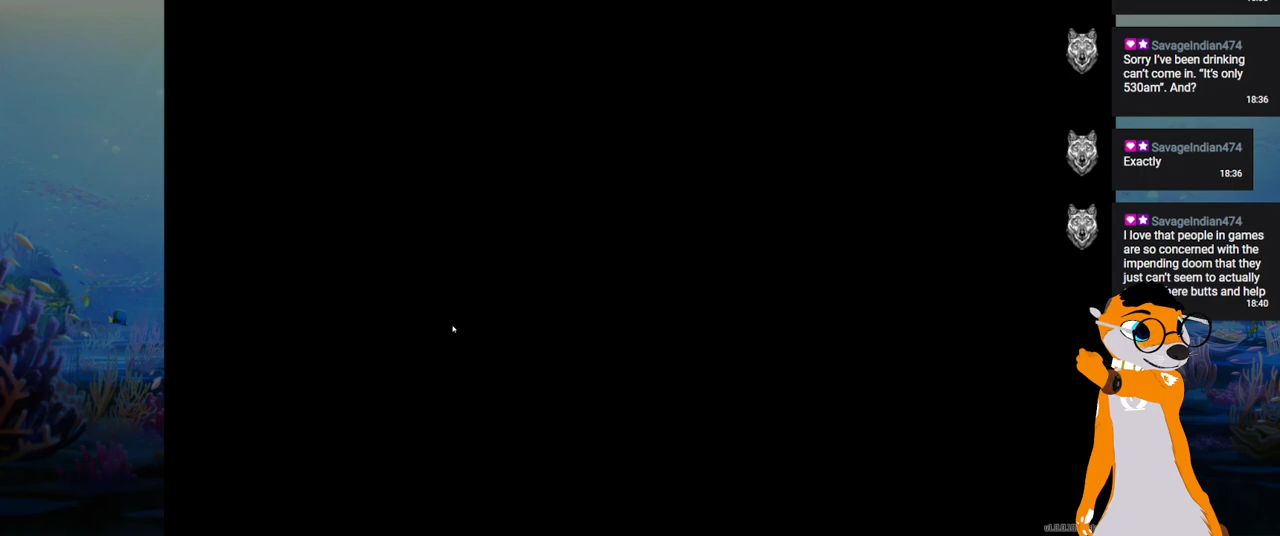 SavageIndian474
Sorry I've been drinking
can't come in. “It's only
530am”. And?
18:36
SavageIndian474
Exactly
18:36
SavageIndian474
I love that people in games
are so concerned with the
impending doom that they
just can't seem to actually
here butts and help
18:40